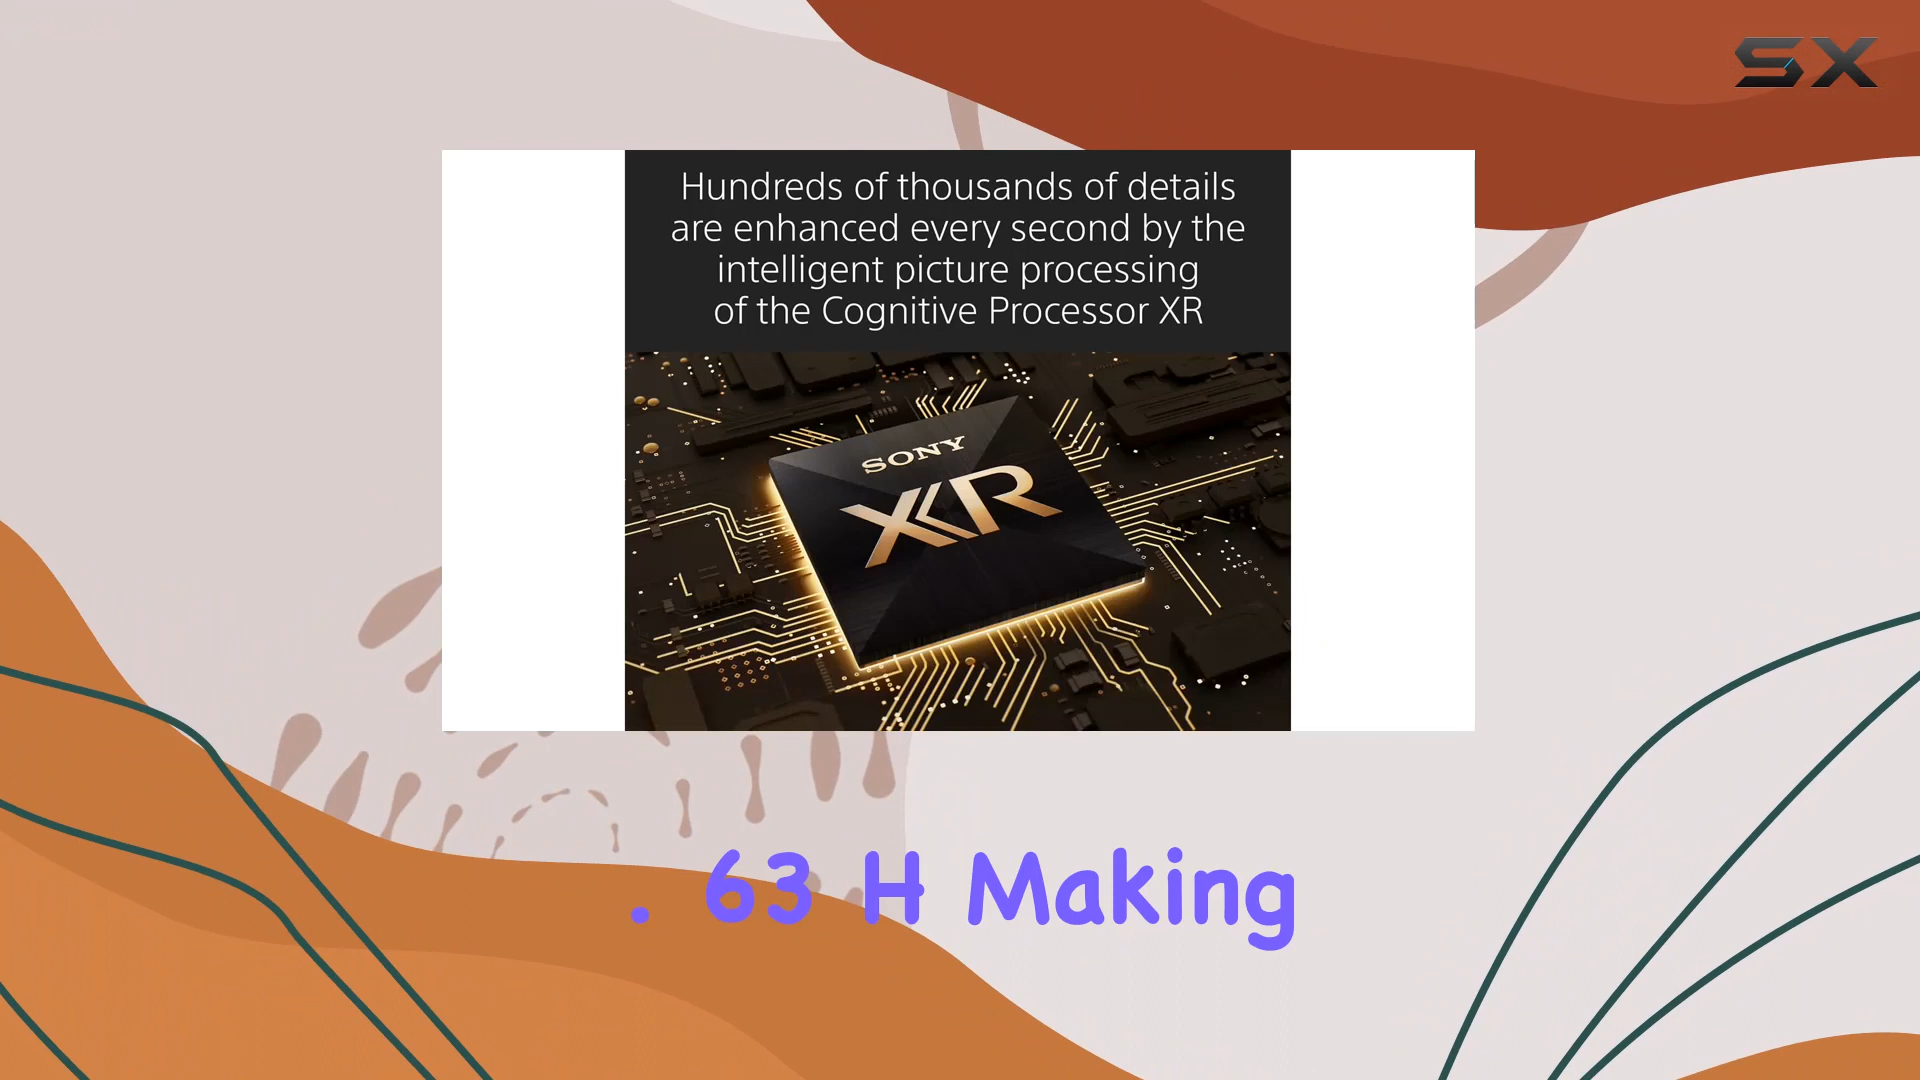 SX
Hundreds of thousands of details
are enhanced every second by the
intelligent picture processing
of the Cognitive Processor XR
SONY
XR
. 63 H Making